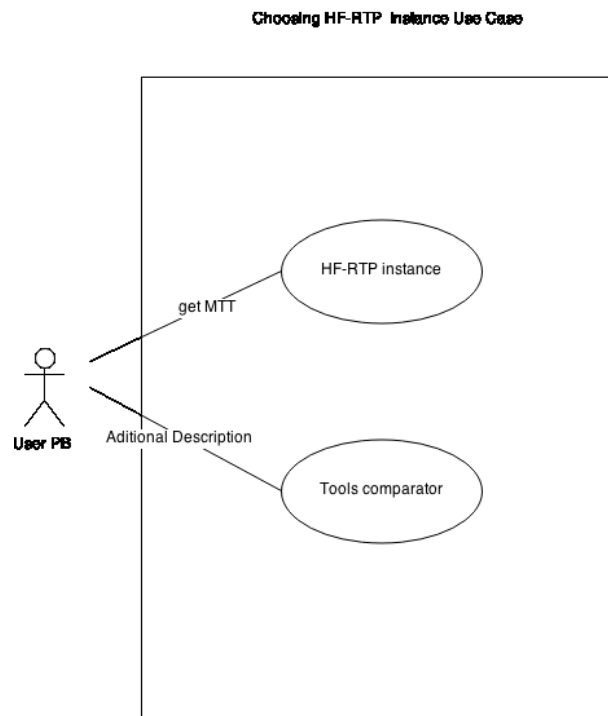 Choosing HF-RTP Instance Use Case
HF-RTP instance
get MTT
User PB
Aditional Description
Tools comparator